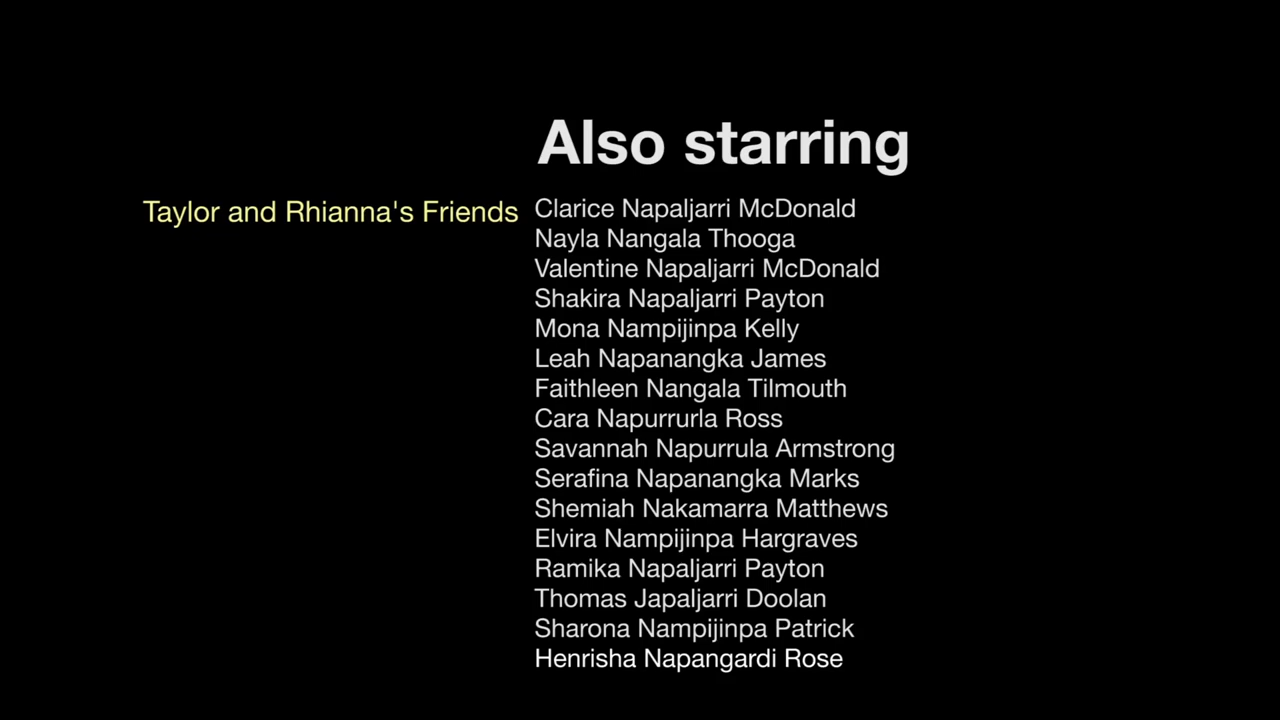 Also starring
Taylor and Rhianna's Friends
Clarice Napaljarri McDonald
Nayla Nangala Thooga
Valentine Napaljarri McDonald
Shakira Napaljarri Payton
Mona Nampijinpa Kelly
Leah Napanangka James
Faithleen Nangala Tilmouth
Cara Napurrurla Ross
Savannah Napurrula Armstrong
Serafina Napanangka Marks
Shemiah Nakamarra Matthews
Elvira Nampijinpa Hargraves
Ramika Napaljarri Payton
Thomas Japaljarri Doolan
Sharona Nampijinpa Patrick
Henrisha Napangardi Rose